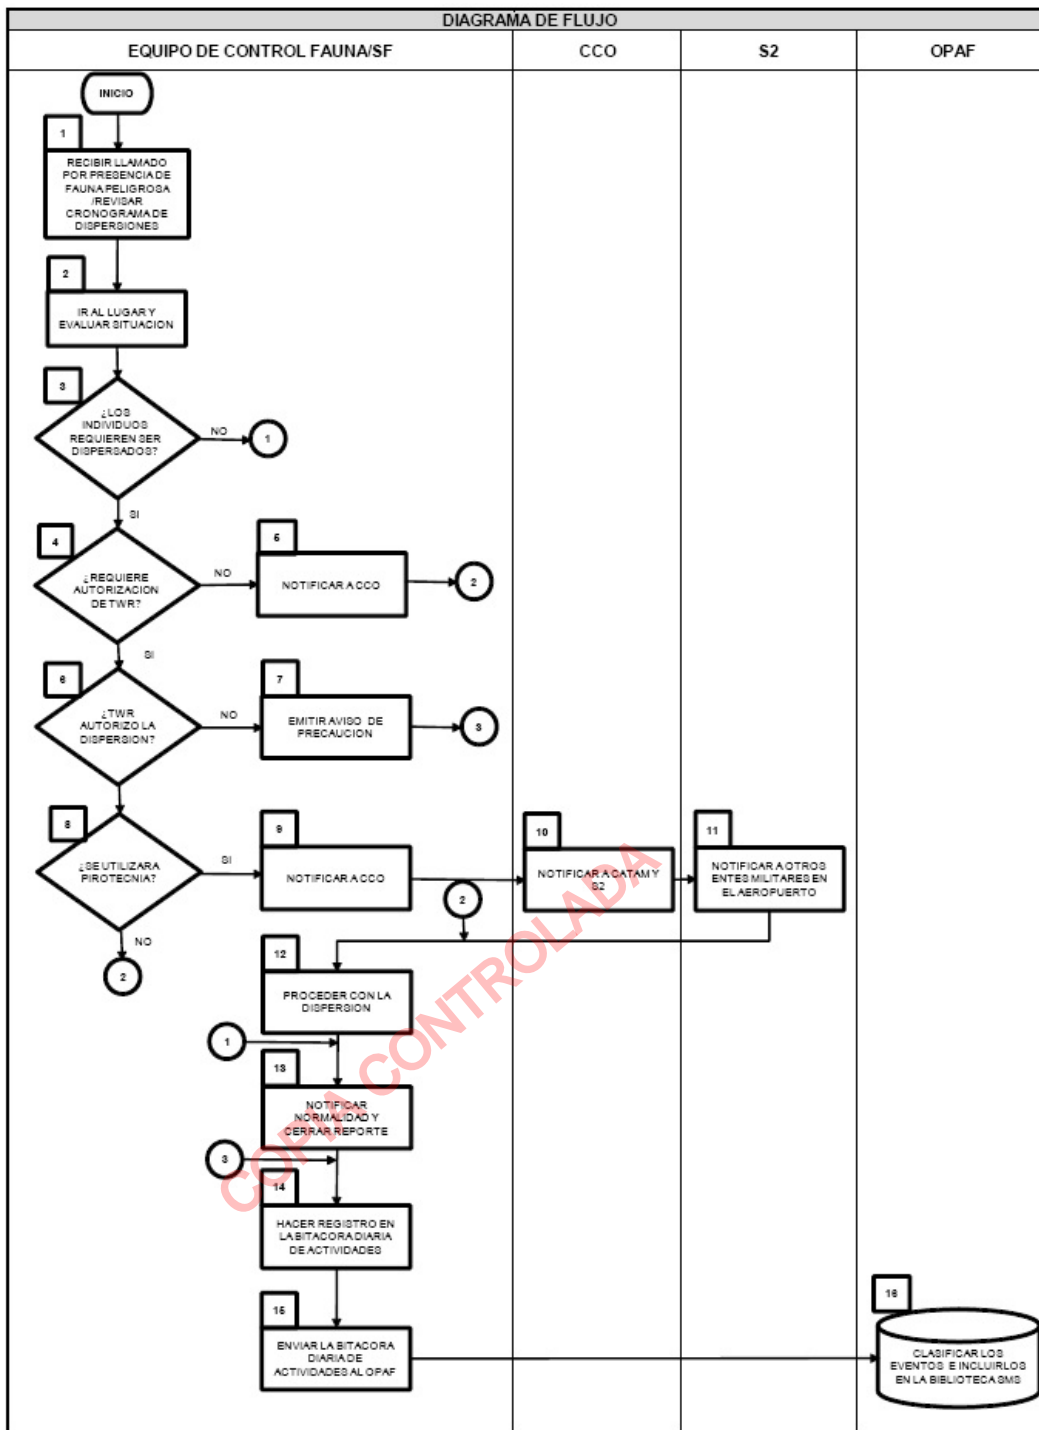 DIAGRAMA DE FLUJO
EQUIPO DE CONTROL FAUNA/SF
CCO
S2
OPAF
INICIO
1
RECIBIR LLAMADO
POR PRESENCIA DE
FAUNA PELIGROSA
/REVISAR
CRONOGRAMA DE
DISPERSIONES
2
IR AL LUGAR Y
EVALUAR SITUACION
3
¿LOS
INDIVIDUOS
REQUIEREN SER
DISPERSADOS?
NO
1
SI
4
¿REQUIERE
AUTORIZACION
DE TWR?
NO
5
NOTIFICAR A CCO
2
SI
6
¿TWR
AUTORIZO LA
DISPERSION?
NO
7
EMITIR AVISO DE
PRECAUCION
3
8
¿SE UTILIZARA
PIROTECNIA?
SI
9
NOTIFICAR A CCO
10
NOTIFICAR A CATAM Y
S2
11
NOTIFICAR A OTROS
ENTES MILITARES EN
EL AEROPUERTO
2
NO
2
12
PROCEDER CON LA
DISPERSION
1
13
NOTIFICAR
NORMALIDAD Y
CERRAR REPORTE
3
14
HACER REGISTRO EN
LA BITACORA DIARIA
DE ACTIVIDADES
15
ENVIAR LA BITACORA
DIARIA DE
ACTIVIDADES AL OPAF
16
CLASIFICAR LOS
EVENTOS E INCLUIRLOS
EN LA BIBLIOTECA SMS
COPIA CONTROLADA